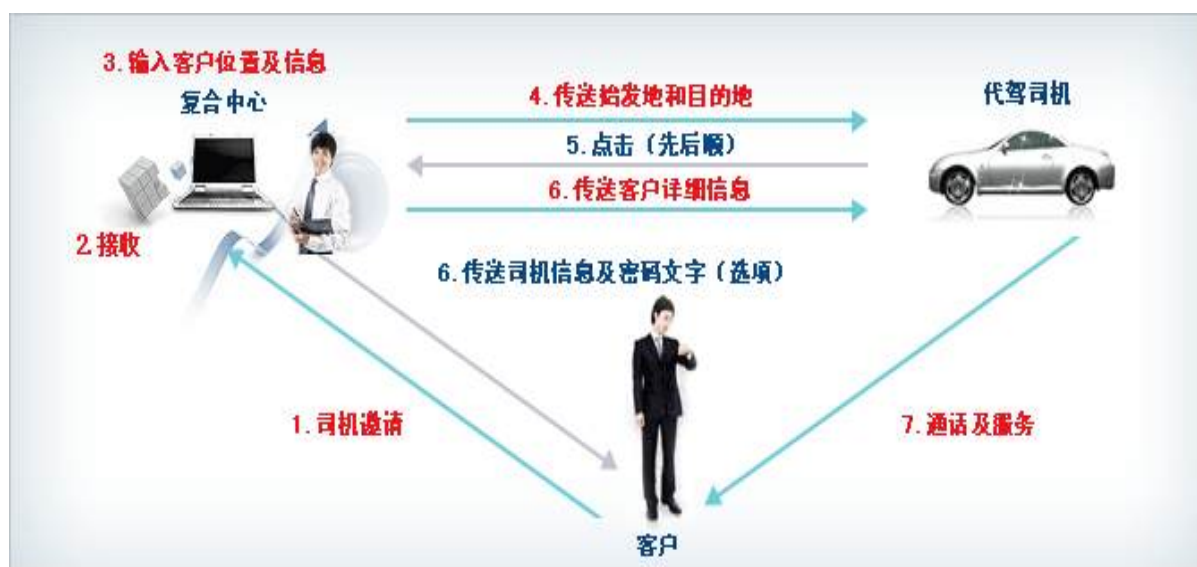 3.输入客户位置及信息
复合中心
4.传送始发地和目的地
代驾司机
5.点击（先后顺）
6.传送客户详细信息
2.接收
6.传送司机信息及密码文字（选项）
1.司机邀请
7.通话及服务
客户